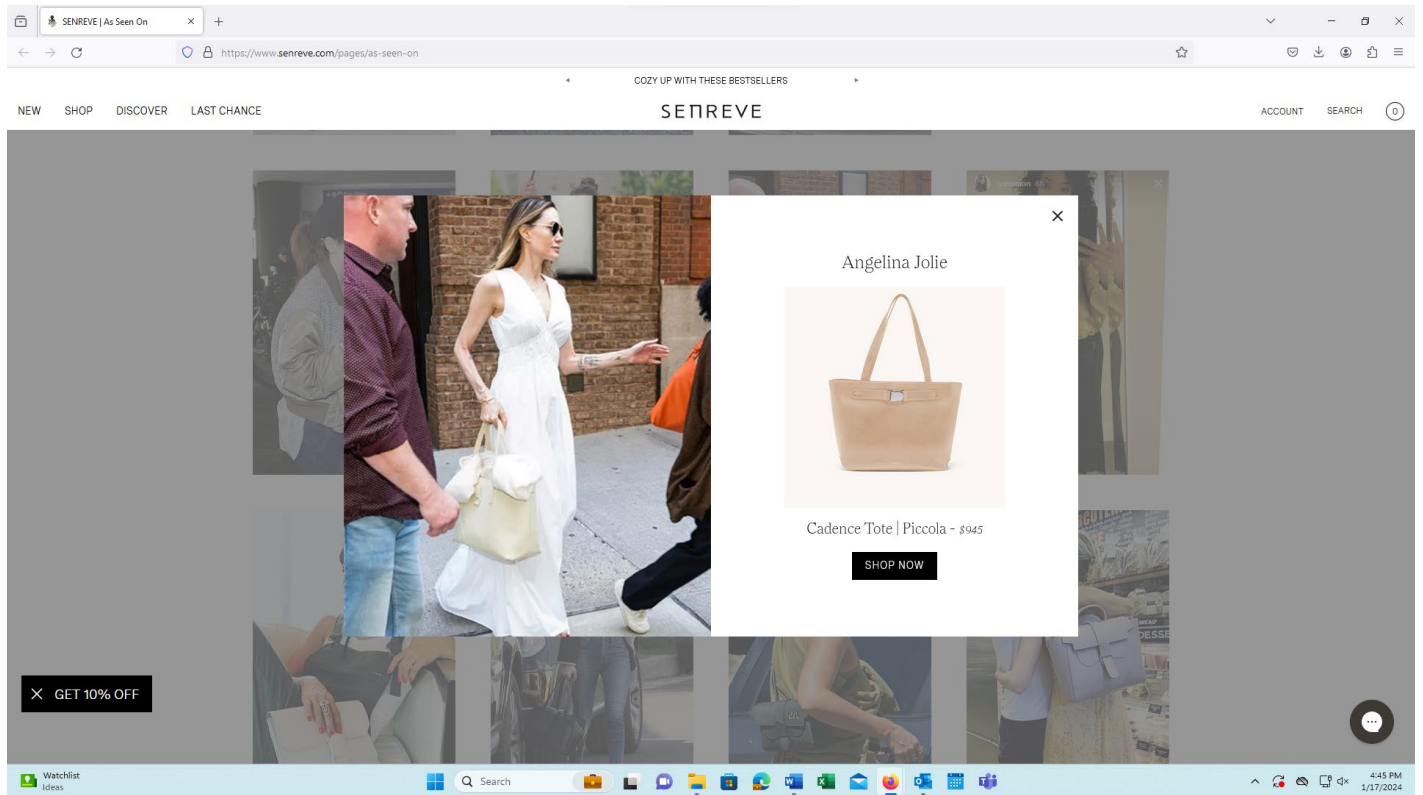 SENREVE | As Seen On
https://www.senreve.com/pages/as-seen-on
COZY UP WITH THESE BESTSELLERS
NEW SHOP DISCOVER LAST CHANCE
SENREVE
ACCOUNT SEARCH 0
Angelina Jolie
Cadence Tote | Piccola - $945
SHOP NOW
GET 10% OFF
Watchlist
Ideas
Search
4:45 PM
1/17/2024